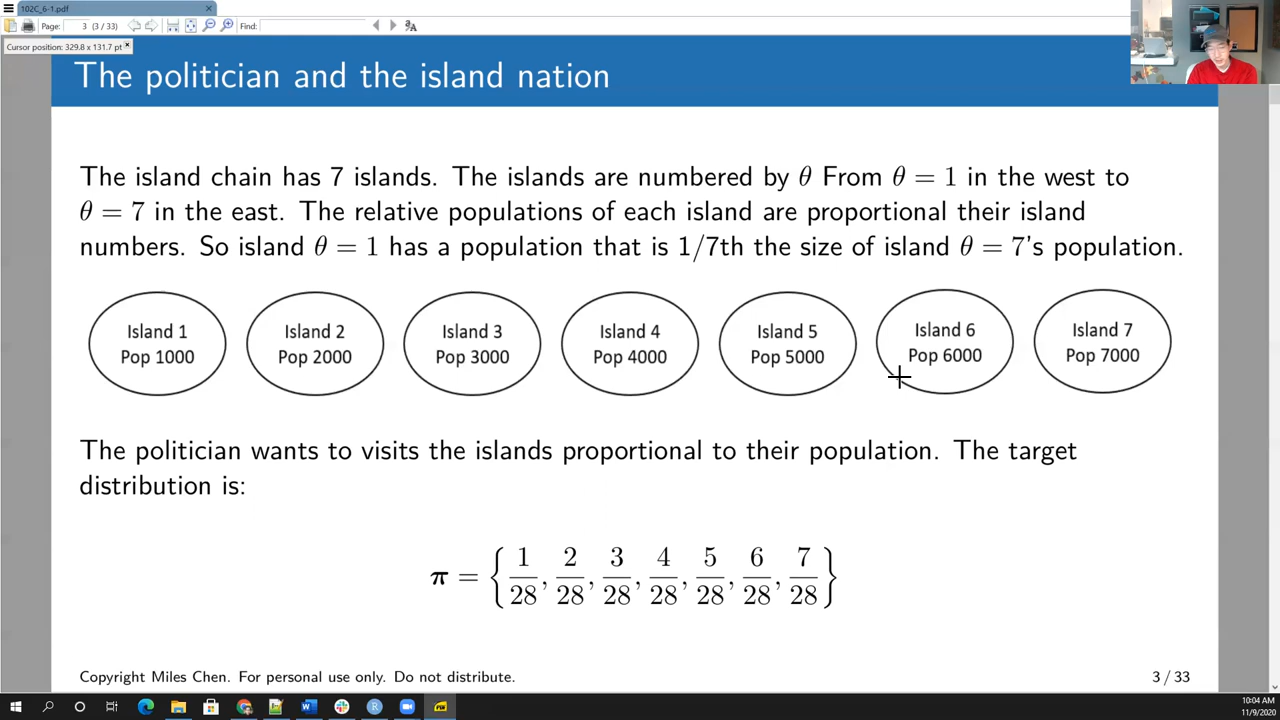 102C_6-1.pdf
Page: 3 (3 / 33) Find:
Cursor position: 329.8 x 131.7 pt
The politician and the island nation
The island chain has 7 islands. The islands are numbered by θ From θ = 1 in the west to
θ = 7 in the east. The relative populations of each island are proportional their island
numbers. So island θ = 1 has a population that is 1/7th the size of island θ = 7's population.
Island 1 Island 2 Island 3 Island 4 Island 5 Island 6 Island 7
Pop 1000 Pop 2000 Pop 3000 Pop 4000 Pop 5000 Pop 6000 Pop 7000
The politician wants to visits the islands proportional to their population. The target
distribution is:
π = { 1/28, 2/28, 3/28, 4/28, 5/28, 6/28, 7/28 }
Copyright Miles Chen. For personal use only. Do not distribute. 3 / 33
10:04 AM
11/9/2020